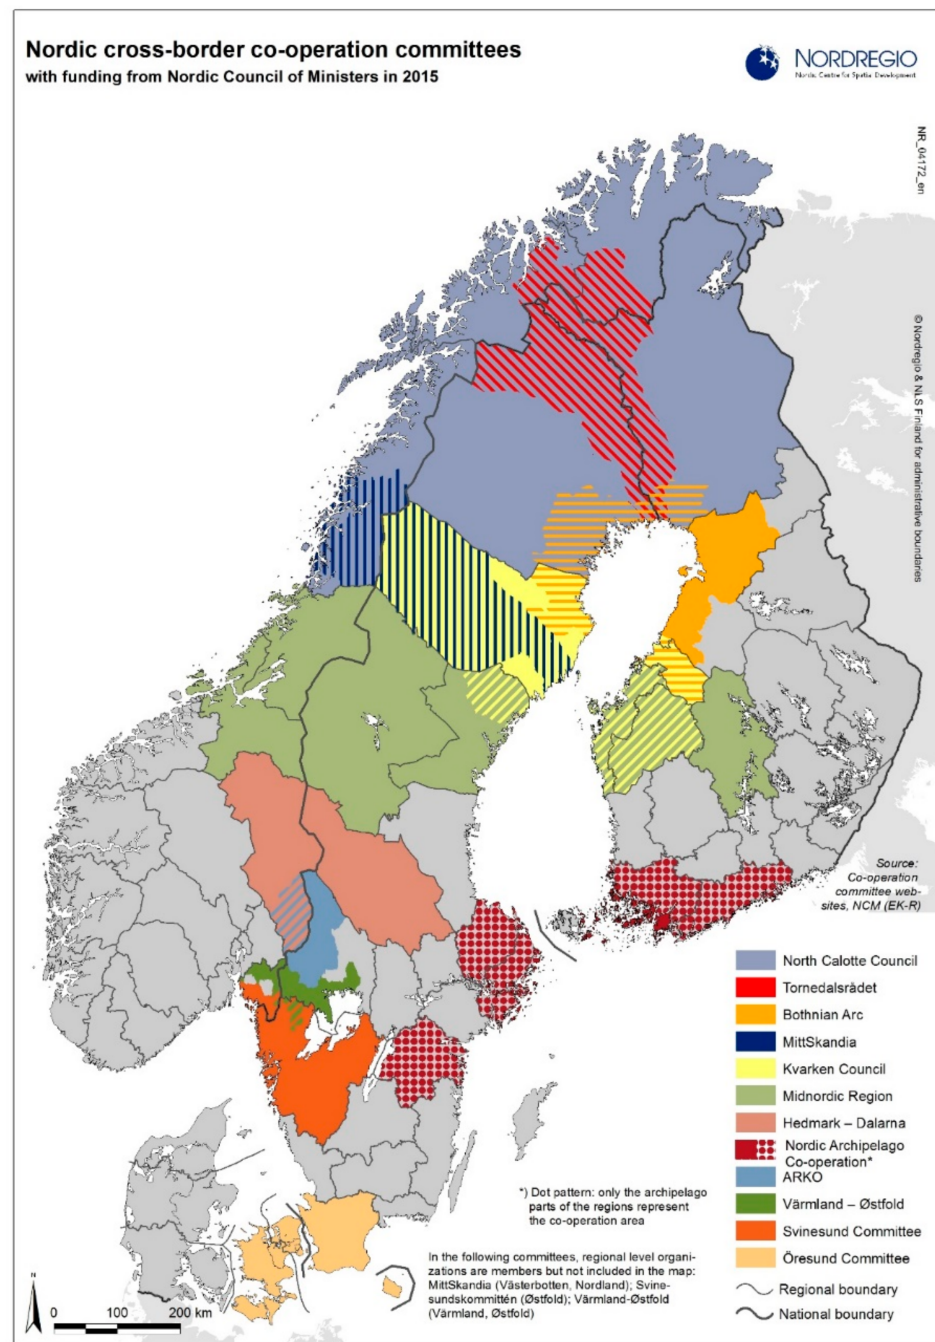 Nordic cross-border co-operation committees
with funding from Nordic Council of Ministers in 2015
NORDREGIO
Nordic Centre for Spatial Development
NR_04172_en
© Nordregio & NLS Finland for administrative boundaries
Source:
Co-operation
committee web-
sites, NCM (EK-R)
North Calotte Council
Tornedalsrådet
Bothnian Arc
MittSkandia
Kvarken Council
Midnordic Region
Hedmark – Dalarna
Nordic Archipelago
Co-operation*
ARKO
Värmland – Østfold
Svinesund Committee
Öresund Committee
Regional boundary
National boundary
*) Dot pattern: only the archipelago
parts of the regions represent
the co-operation area
In the following committees, regional level organi-
zations are members but not included in the map:
MittSkandia (Västerbotten, Nordland); Svine-
sundskommittén (Østfold); Värmland-Østfold
(Värmland, Østfold)
N
0 100 200 km